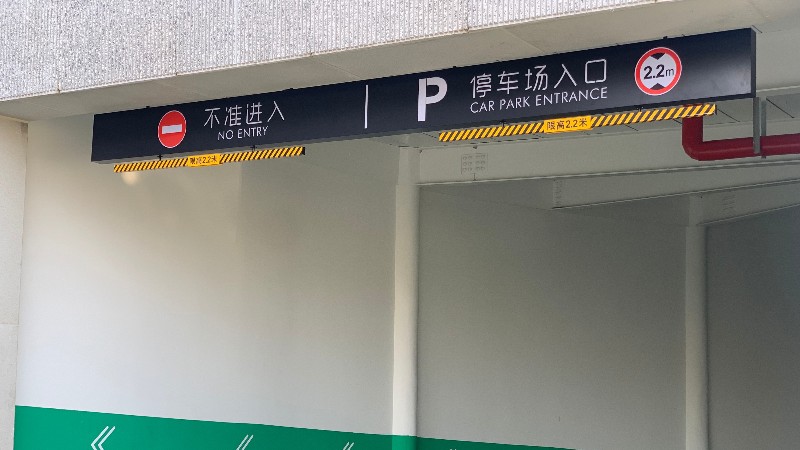 不准进入
NO ENTRY
限高2.2米
P
停车场入口
CAR PARK ENTRANCE
2.2m
限高2.2米